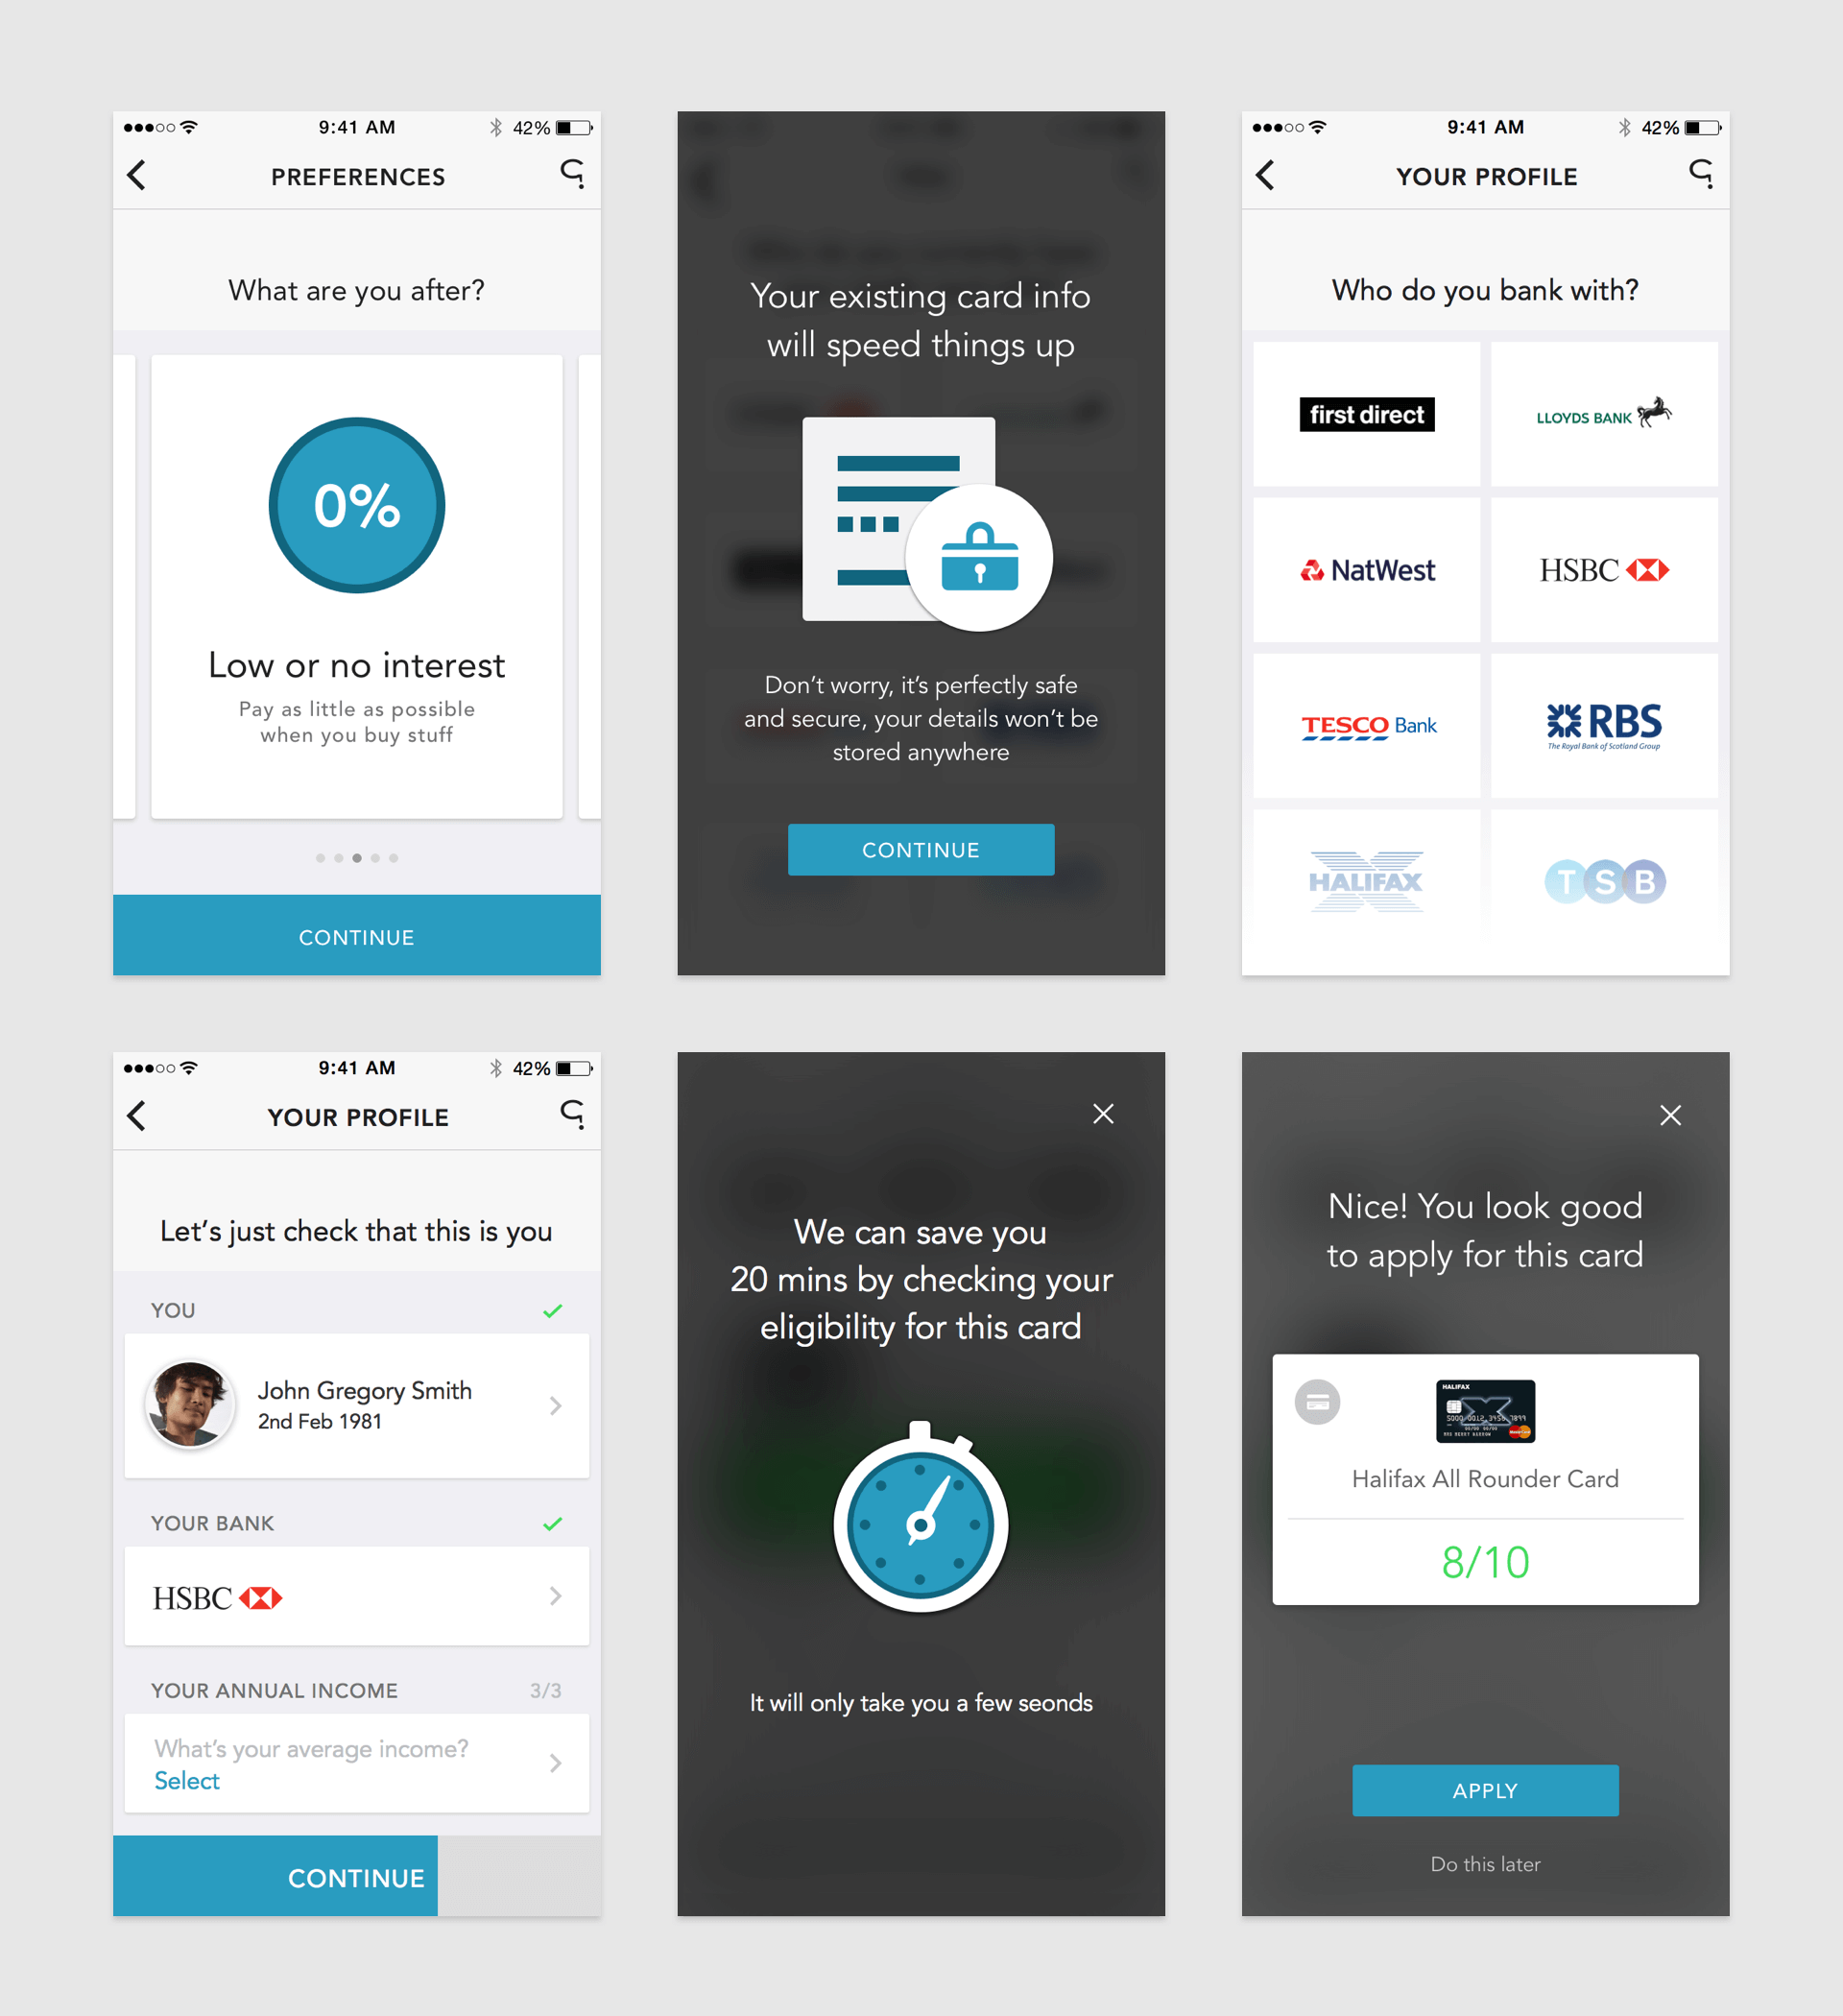 9:41 AM
42%
PREFERENCES
What are you after?
0%
Low or no interest
Pay as little as possible
when you buy stuff
CONTINUE
Your existing card info
will speed things up
Don't worry, it's perfectly safe
and secure, your details won't be
stored anywhere
CONTINUE
9:41 AM
42%
YOUR PROFILE
Who do you bank with?
first direct
LLOYDS BANK
NatWest
HSBC
TESCO Bank
RBS
The Royal Bank of Scotland Group
HALIFAX
TSB
9:41 AM
42%
YOUR PROFILE
Let's just check that this is you
YOU
John Gregory Smith
2nd Feb 1981
YOUR BANK
HSBC
YOUR ANNUAL INCOME 3/3
What's your average income?
Select
CONTINUE
We can save you
20 mins by checking your
eligibility for this card
It will only take you a few seonds
Nice! You look good
to apply for this card
HALIFAX
Halifax All Rounder Card
8/10
APPLY
Do this later